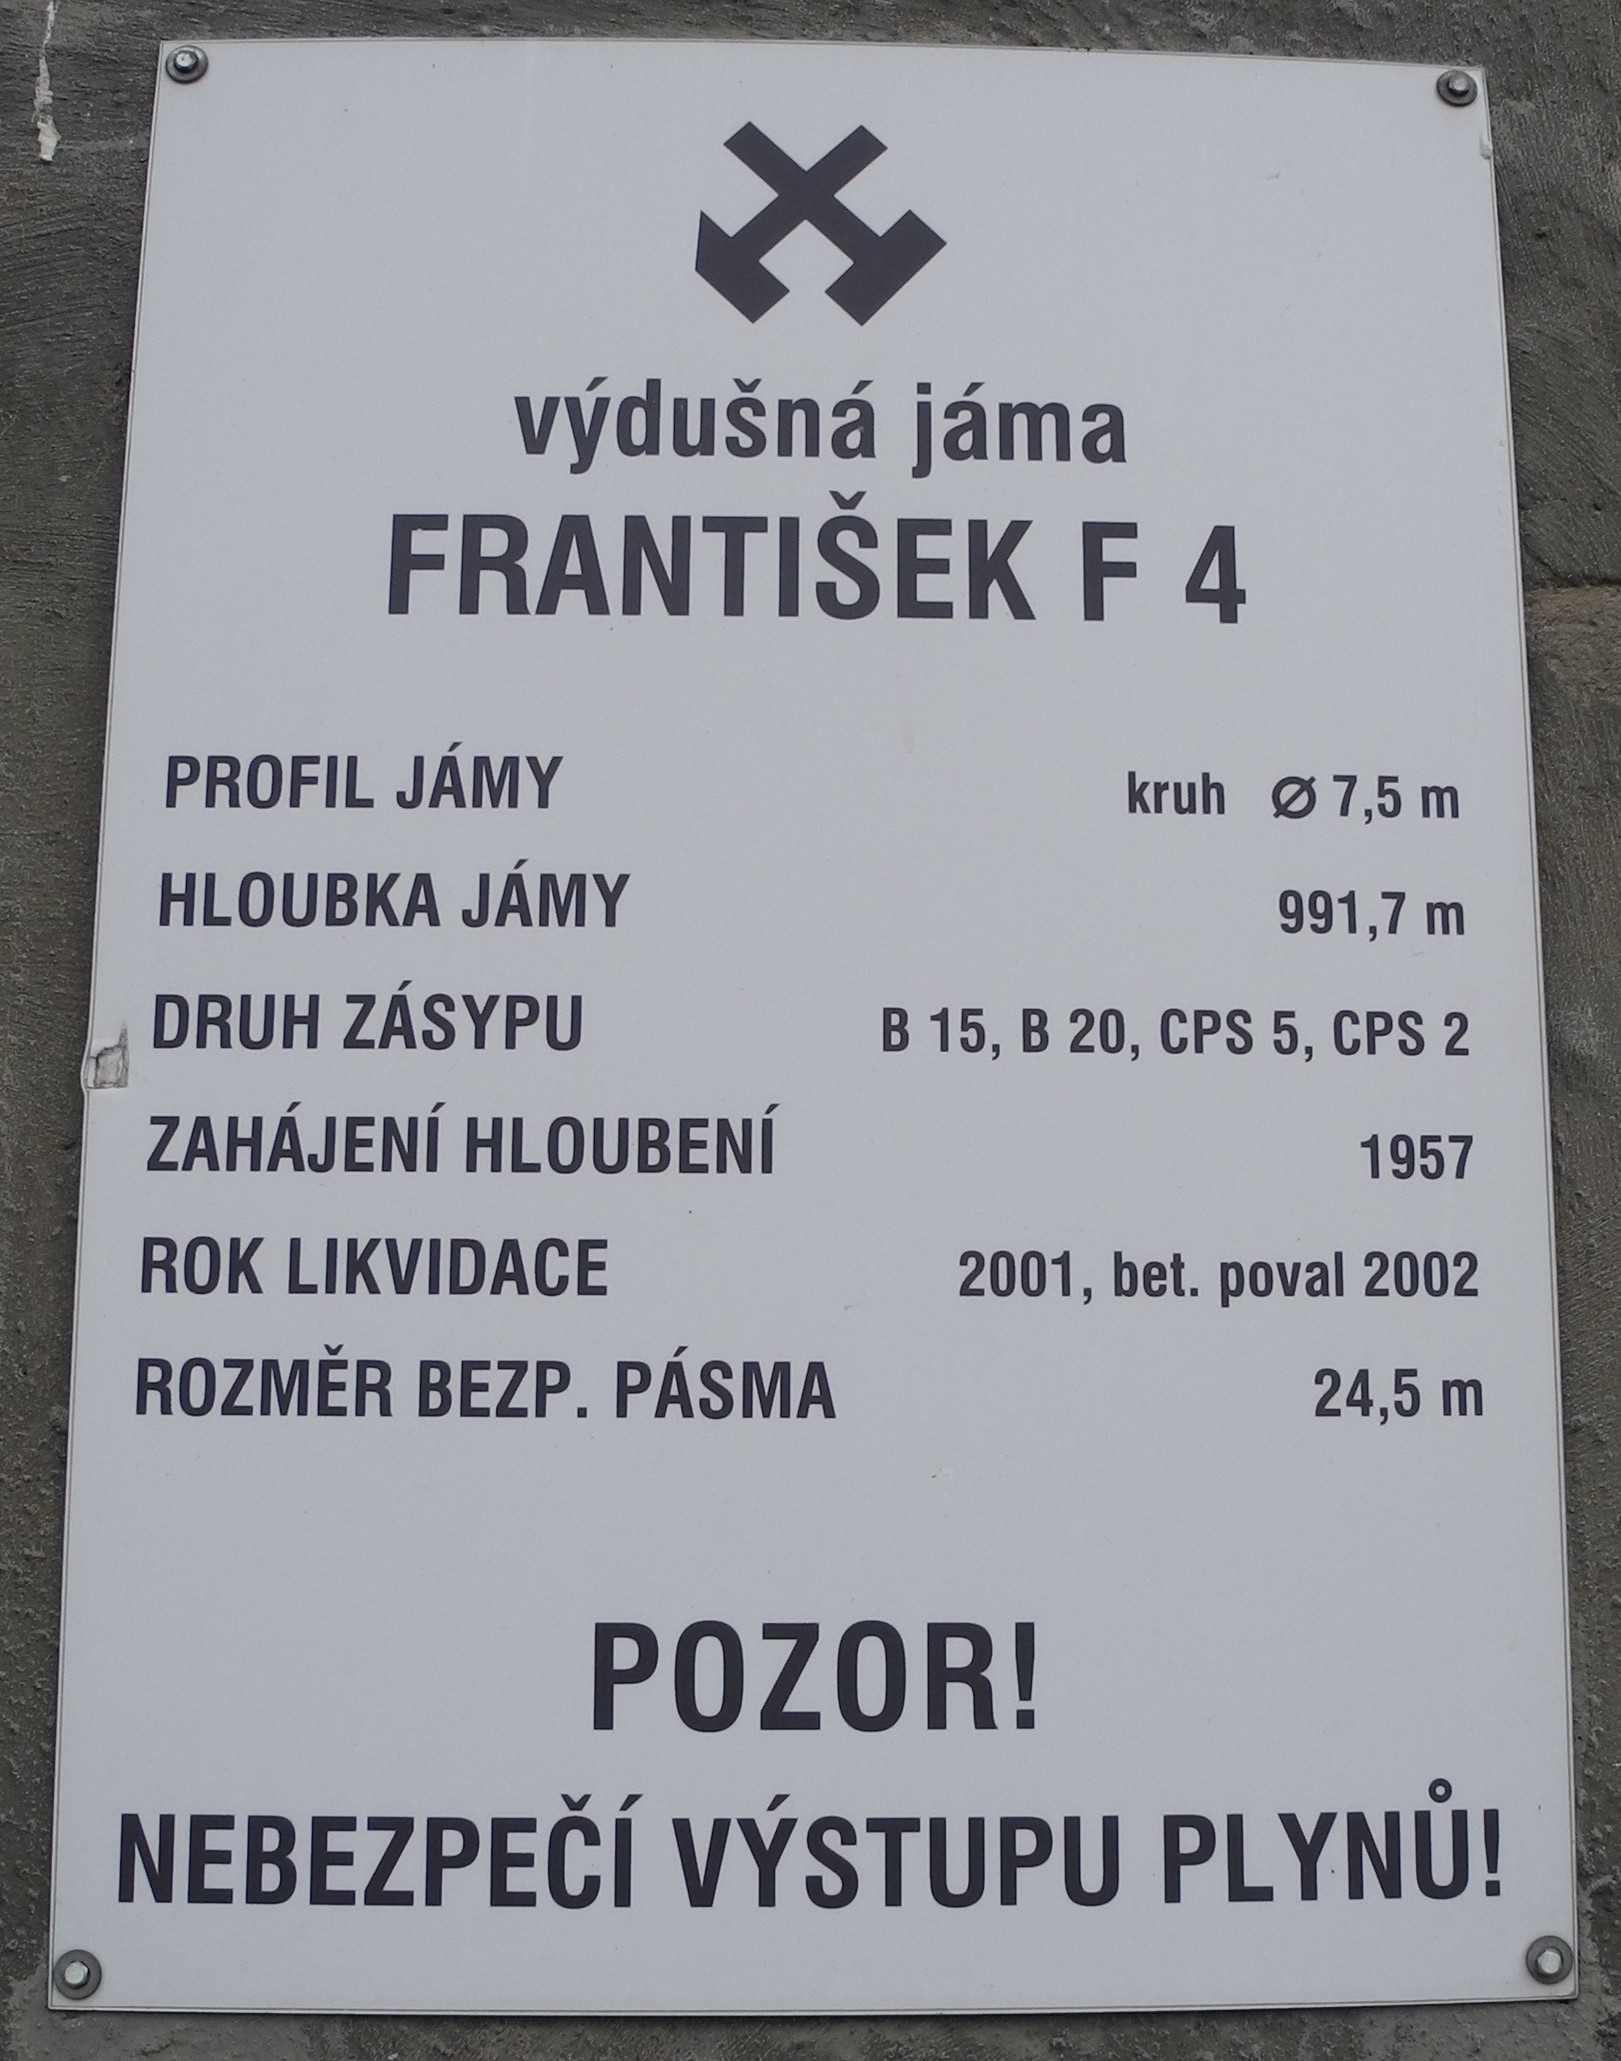 výdušná jáma
FRANTIŠEK F 4
PROFIL JÁMY kruh ⌀ 7,5 m
HLOUBKA JÁMY 991,7 m
DRUH ZÁSYPU B 15, B 20, CPS 5, CPS 2
ZAHÁJENÍ HLOUBENÍ 1957
ROK LIKVIDACE 2001, bet. poval 2002
ROZMĚR BEZP. PÁSMA 24,5 m
POZOR!
NEBEZPEČÍ VÝSTUPU PLYNŮ!